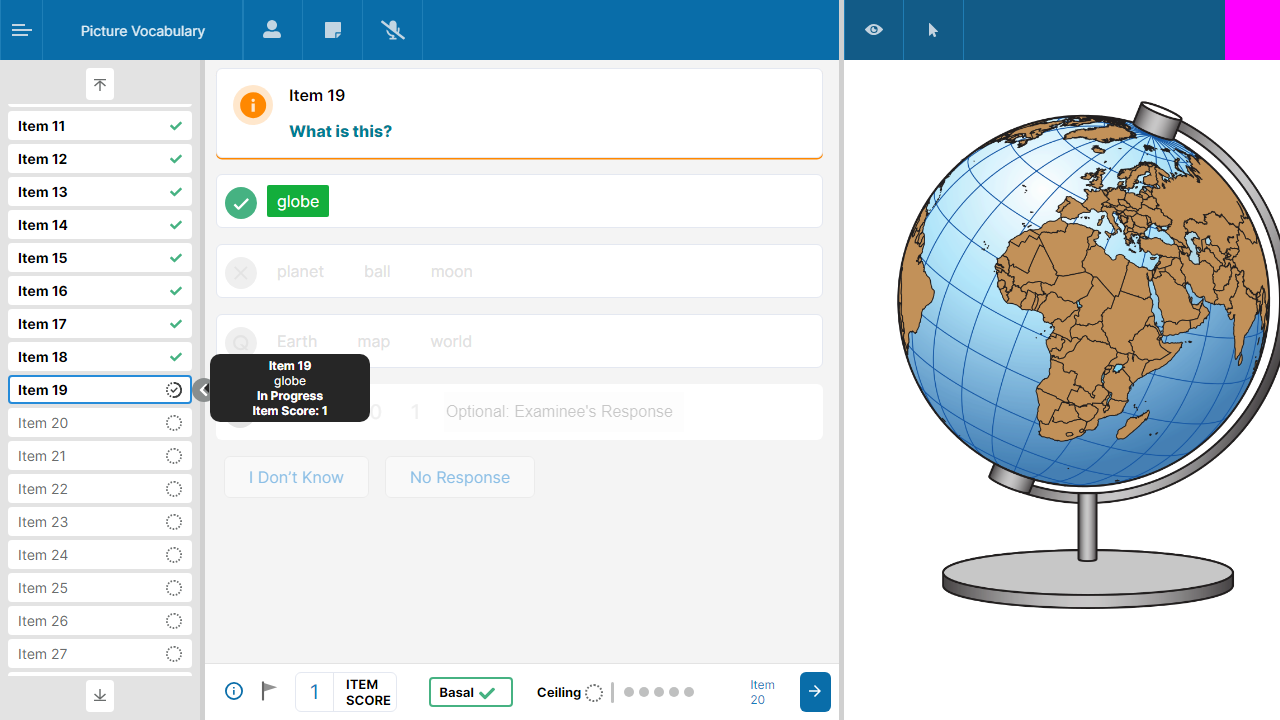 Picture Vocabulary
Item 11
Item 12
Item 13
Item 14
Item 15
Item 16
Item 17
Item 18
Item 19
Item 20
Item 21
Item 22
Item 23
Item 24
Item 25
Item 26
Item 27
Item 19
What is this?
globe
planet ball moon
Earth map world
Item 19
globe
In Progress
Item Score: 1
0 1 Optional: Examinee's Response
I Don't Know No Response
1 ITEM
SCORE
Basal
Ceiling
Item
20